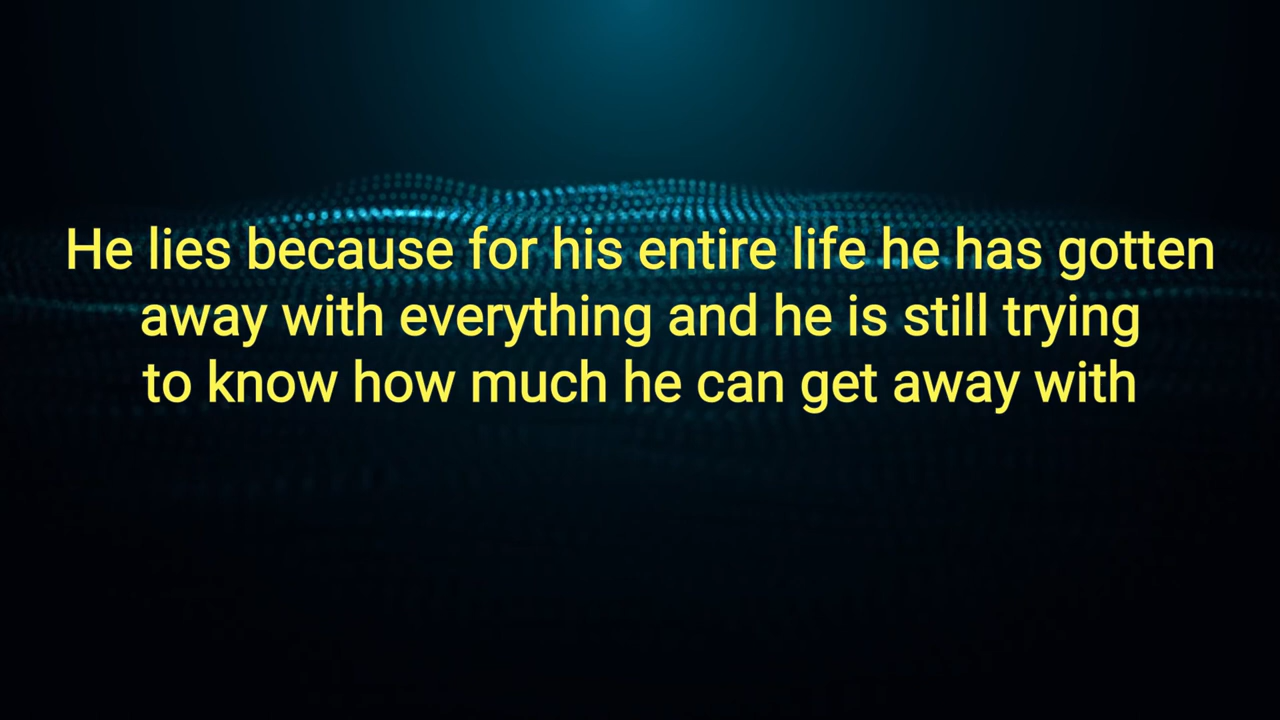 He lies because for his entire life he has gotten
away with everything and he is still trying
to know how much he can get away with